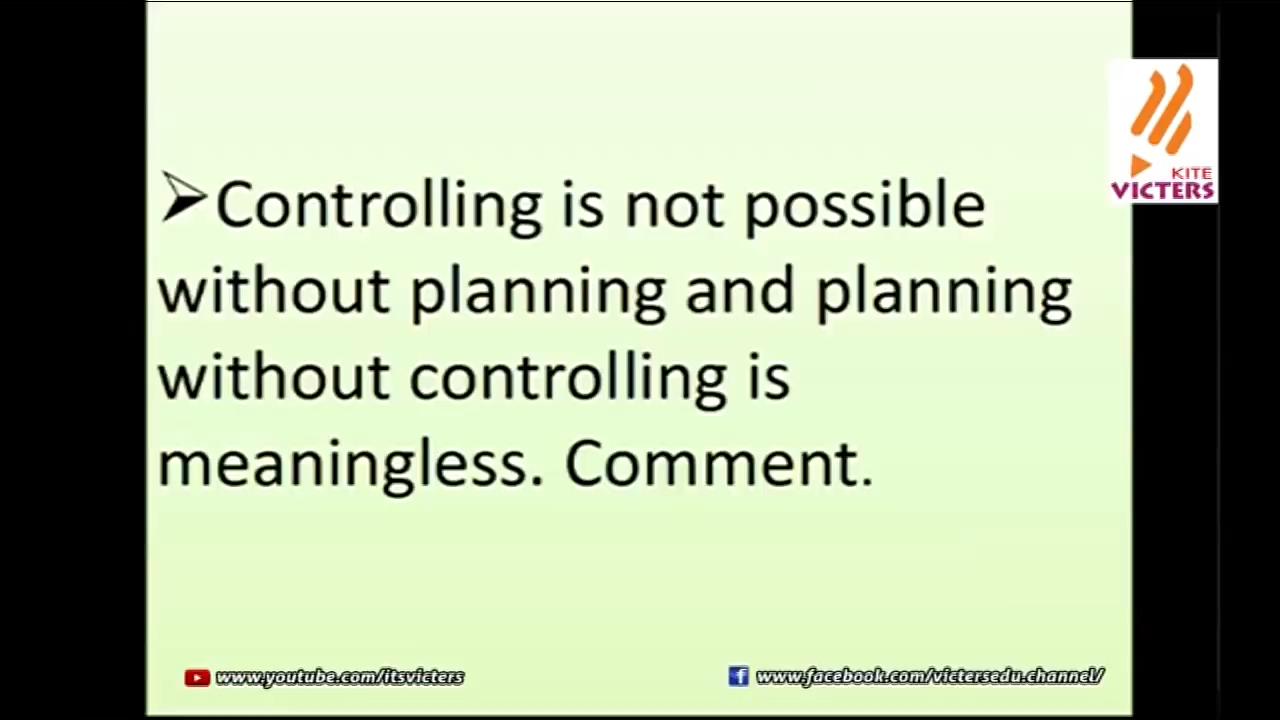 ➢Controlling is not possible
without planning and planning
without controlling is
meaningless. Comment.
KITE
VICTERS
www.youtube.com/itsvicters
www.facebook.com/victersedu.channel/